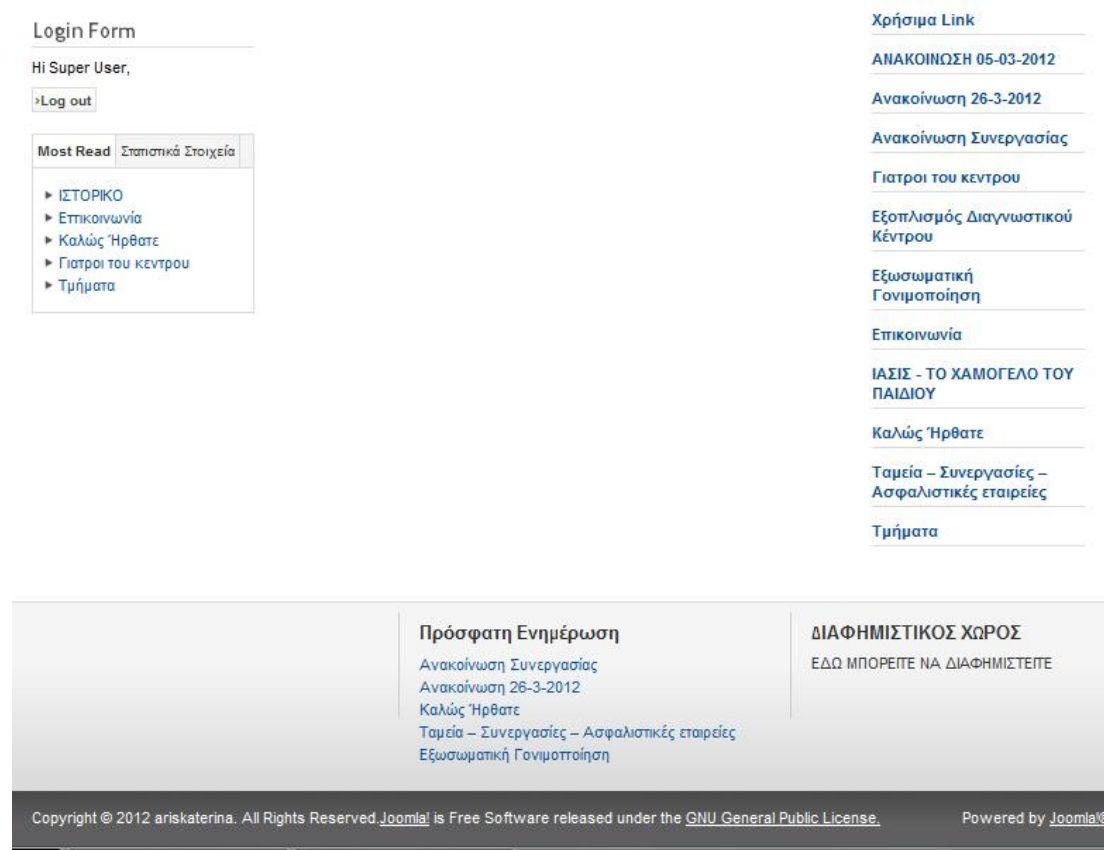 Login Form
Hi Super User,
›Log out
Most Read Στατιστικά Στοιχεία
ΙΣΤΟΡΙΚΟ
Επικοινωνία
Καλώς Ήρθατε
Γιατροι του κεντρου
Τμήματα
Χρήσιμα Link
ΑΝΑΚΟΙΝΩΣΗ 05-03-2012
Ανακοίνωση 26-3-2012
Ανακοίνωση Συνεργασίας
Γιατροι του κεντρου
Εξοπλισμός Διαγνωστικού
Κέντρου
Εξωσωματική
Γονιμοποίηση
Επικοινωνία
ΙΑΣΙΣ - ΤΟ ΧΑΜΟΓΕΛΟ ΤΟΥ
ΠΑΙΔΙΟΥ
Καλώς Ήρθατε
Ταμεία – Συνεργασίες –
Ασφαλιστικές εταιρείες
Τμήματα
Πρόσφατη Ενημέρωση
Ανακοίνωση Συνεργασίας
Ανακοίνωση 26-3-2012
Καλώς Ήρθατε
Ταμεία – Συνεργασίες – Ασφαλιστικές εταιρείες
Εξωσωματική Γονιμοποίηση
ΔΙΑΦΗΜΙΣΤΙΚΟΣ ΧΩΡΟΣ
ΕΔΩ ΜΠΟΡΕΙΤΕ ΝΑ ΔΙΑΦΗΜΙΣΤΕΙΤΕ
Copyright © 2012 ariskaterina. All Rights Reserved.Joomla! is Free Software released under the GNU General Public License. Powered by Joomla!®